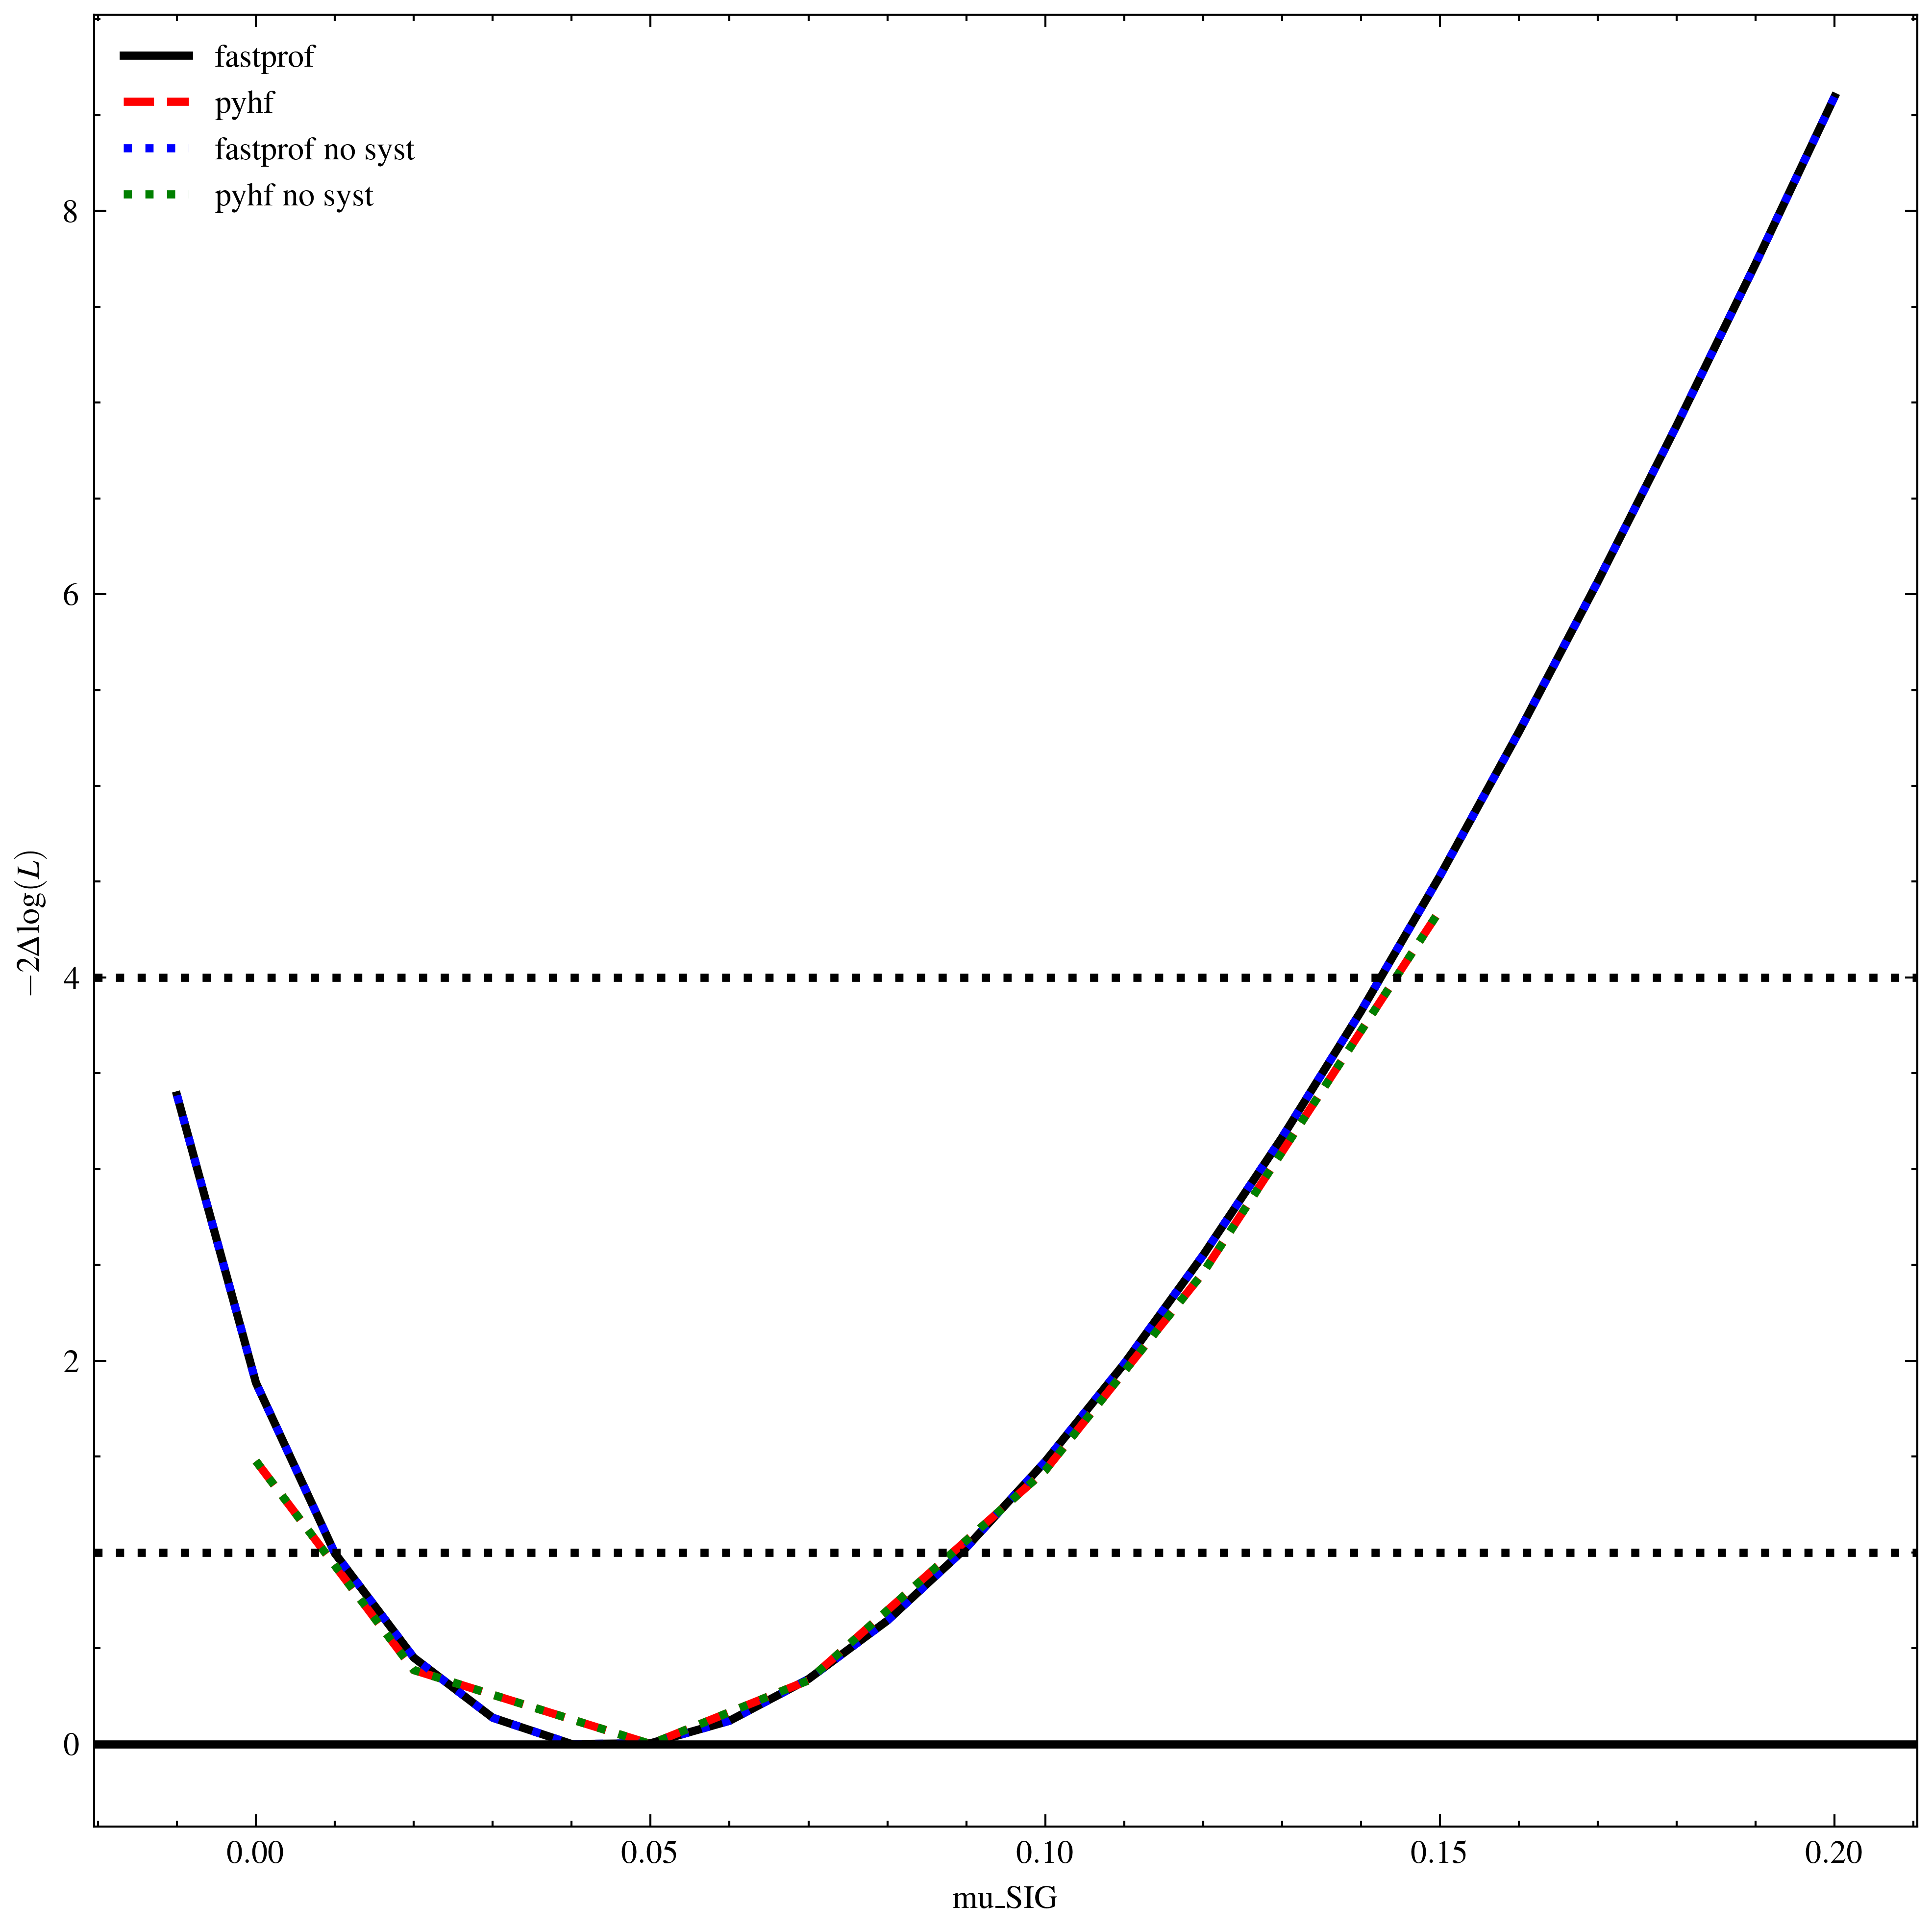 fastprof
pyhf
fastprof no syst
pyhf no syst
8
6
4
2
0
−2Δlog(L)
0.00 0.05 0.10 0.15 0.20
mu_SIG